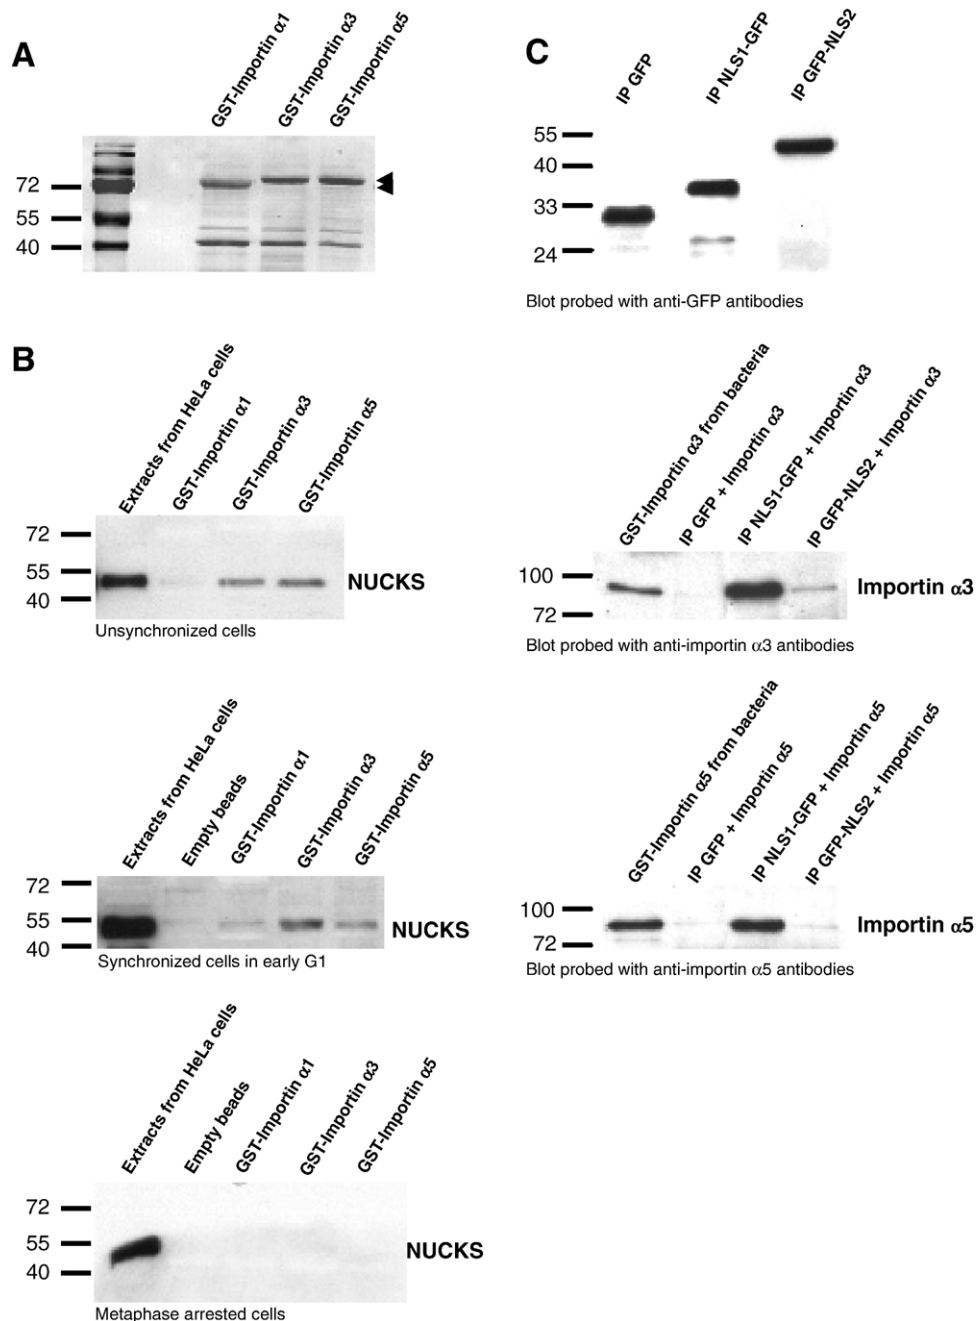 A
GST-Importin α1
GST-Importin α3
GST-Importin α5
72
55
40
B
Extracts from HeLa cells
GST-Importin α1
GST-Importin α3
GST-Importin α5
72
55
40
NUCKS
Unsynchronized cells
Extracts from HeLa cells
Empty beads
GST-Importin α1
GST-Importin α3
GST-Importin α5
72
55
40
NUCKS
Synchronized cells in early G1
Extracts from HeLa cells
Empty beads
GST-Importin α1
GST-Importin α3
GST-Importin α5
72
55
40
NUCKS
Metaphase arrested cells
C
IP GFP
IP NLS1-GFP
IP GFP-NLS2
55
40
33
24
Blot probed with anti-GFP antibodies
GST-Importin α3 from bacteria
IP GFP + Importin α3
IP NLS1-GFP + Importin α3
IP GFP-NLS2 + Importin α3
100
72
Importin α3
Blot probed with anti-importin α3 antibodies
GST-Importin α5 from bacteria
IP GFP + Importin α5
IP NLS1-GFP + Importin α5
IP GFP-NLS2 + Importin α5
100
72
Importin α5
Blot probed with anti-importin α5 antibodies